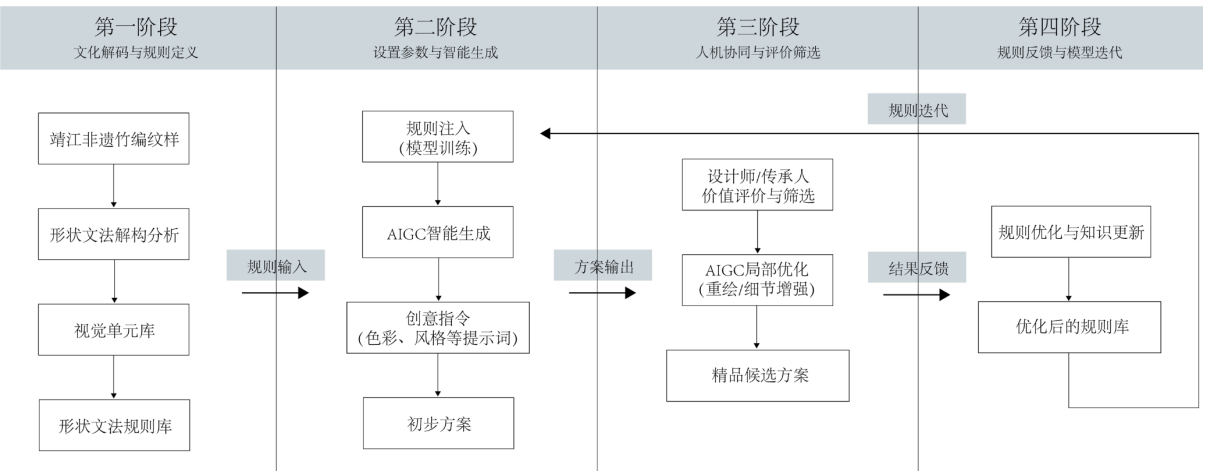 第一阶段
文化解码与规则定义
第二阶段
设置参数与智能生成
第三阶段
人机协同与评价筛选
第四阶段
规则反馈与模型迭代
靖江非遗竹编纹样
形状文法解构分析
视觉单元库
形状文法规则库
规则输入
规则注入
(模型训练)
AIGC智能生成
创意指令
(色彩、风格等提示词)
初步方案
方案输出
设计师/传承人
价值评价与筛选
AIGC局部优化
(重绘/细节增强)
精品候选方案
结果反馈
规则迭代
规则优化与知识更新
优化后的规则库